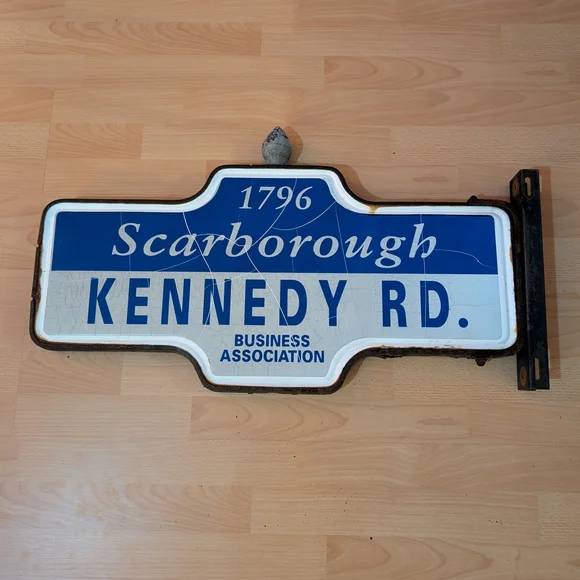 1796
Scarborough
KENNEDY RD.
BUSINESS
ASSOCIATION